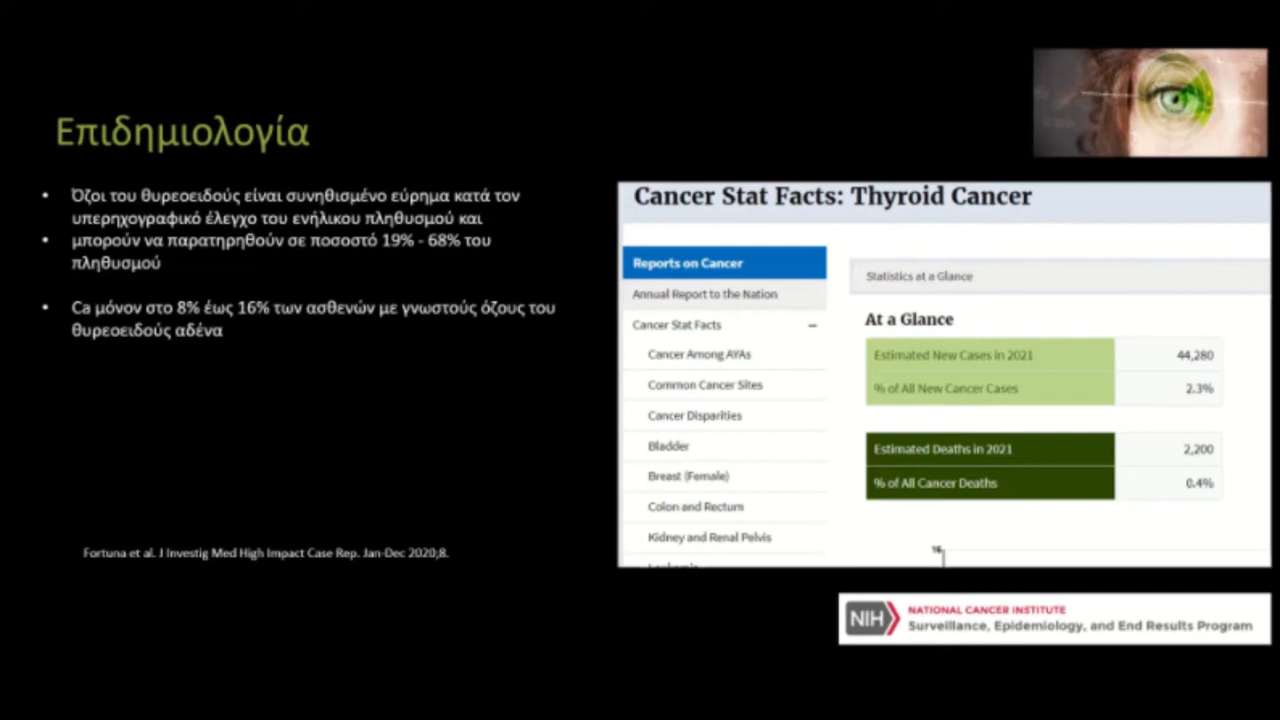 Επιδημιολογία
• Όζοι του θυρεοειδούς είναι συνηθισμένο εύρημα κατά τον
υπερηχογραφικό έλεγχο του ενήλικου πληθυσμού και
• μπορούν να παρατηρηθούν σε ποσοστό 19% - 68% του
πληθυσμού
• Ca μόνον στο 8% έως 16% των ασθενών με γνωστούς όζους του
θυρεοειδούς αδένα
Fortuna et al. J Investig Med High Impact Case Rep. Jan-Dec 2020;8.
Cancer Stat Facts: Thyroid Cancer
Reports on Cancer
Annual Report to the Nation
Cancer Stat Facts –
Cancer Among AYAs
Common Cancer Sites
Cancer Disparities
Bladder
Breast (Female)
Colon and Rectum
Kidney and Renal Pelvis
Statistics at a Glance
At a Glance
Estimated New Cases in 2021 44,280
% of All New Cancer Cases 2.3%
Estimated Deaths in 2021 2,200
% of All Cancer Deaths 0.4%
16
NIH NATIONAL CANCER INSTITUTE
Surveillance, Epidemiology, and End Results Program